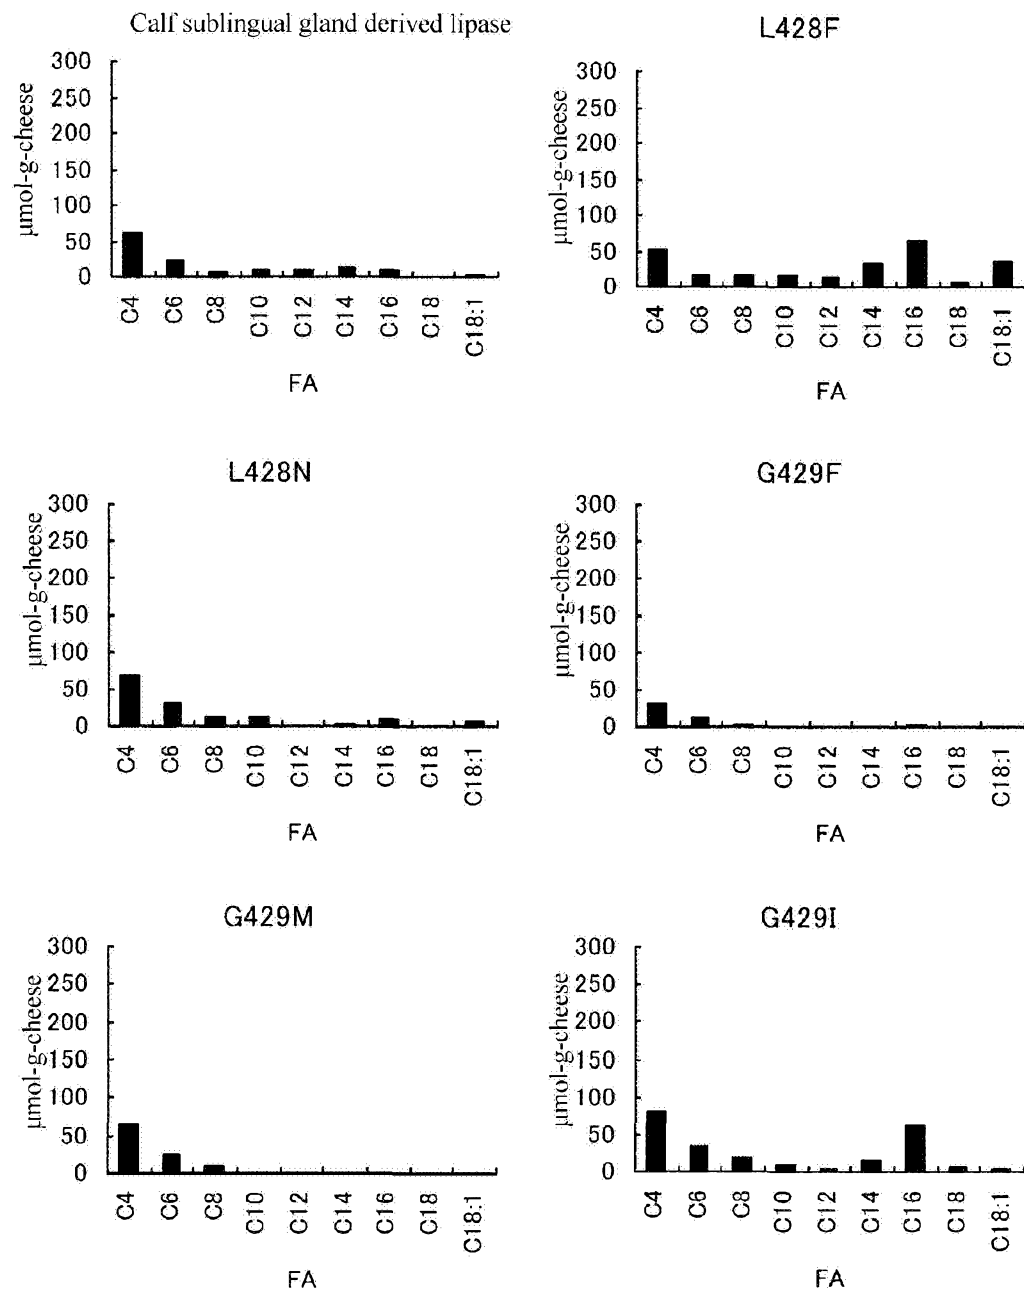 Calf sublingual gland derived lipase
300
250
200
150
100
50
0
µmol-g-cheese
C4
C6
C8
C10
C12
C14
C16
C18
C18:1
FA
L428F
300
250
200
150
100
50
0
µmol-g-cheese
C4
C6
C8
C10
C12
C14
C16
C18
C18:1
FA
L428N
300
250
200
150
100
50
0
µmol-g-cheese
C4
C6
C8
C10
C12
C14
C16
C18
C18:1
FA
G429F
300
250
200
150
100
50
0
µmol-g-cheese
C4
C6
C8
C10
C12
C14
C16
C18
C18:1
FA
G429M
300
250
200
150
100
50
0
µmol-g-cheese
C4
C6
C8
C10
C12
C14
C16
C18
C18:1
FA
G429I
300
250
200
150
100
50
0
µmol-g-cheese
C4
C6
C8
C10
C12
C14
C16
C18
C18:1
FA